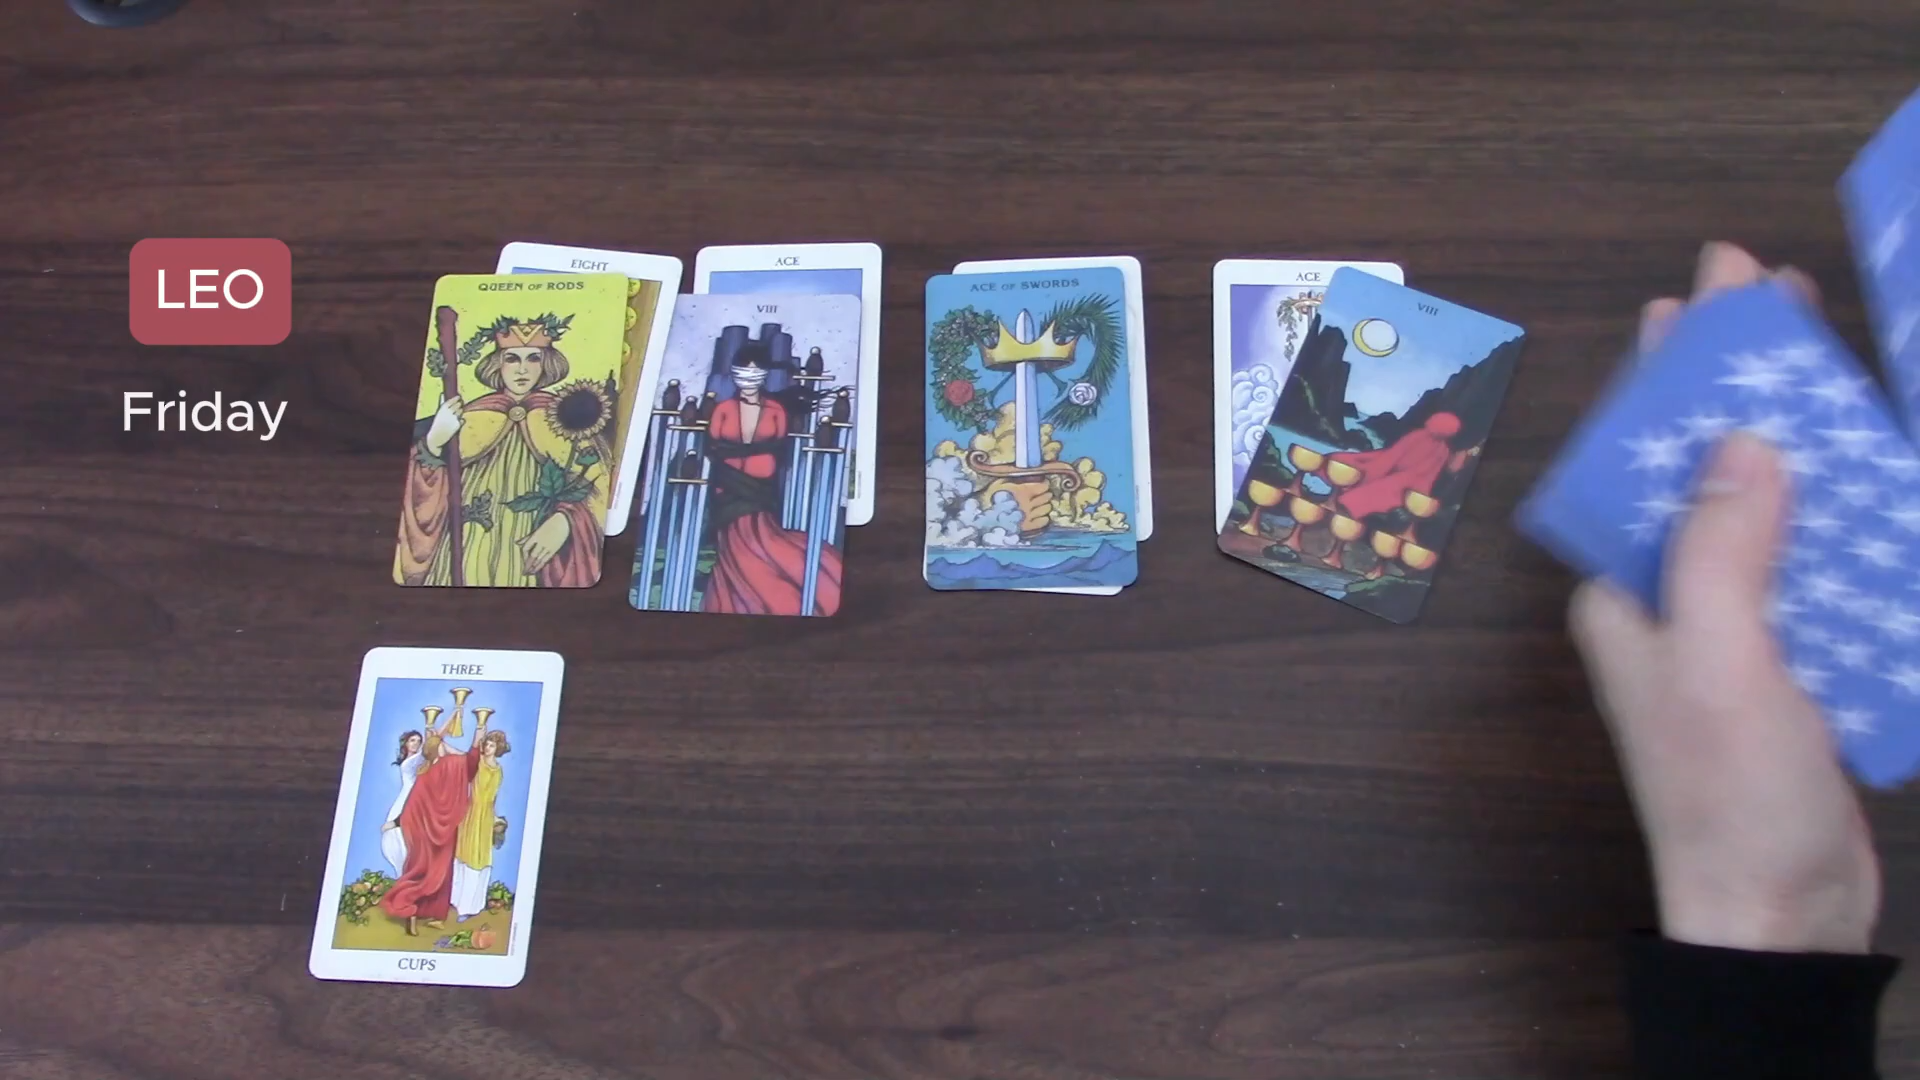 LEO
Friday
EIGHT
QUEEN OF RODS
ACE
VIII
ACE OF SWORDS
ACE
VIII
THREE
CUPS